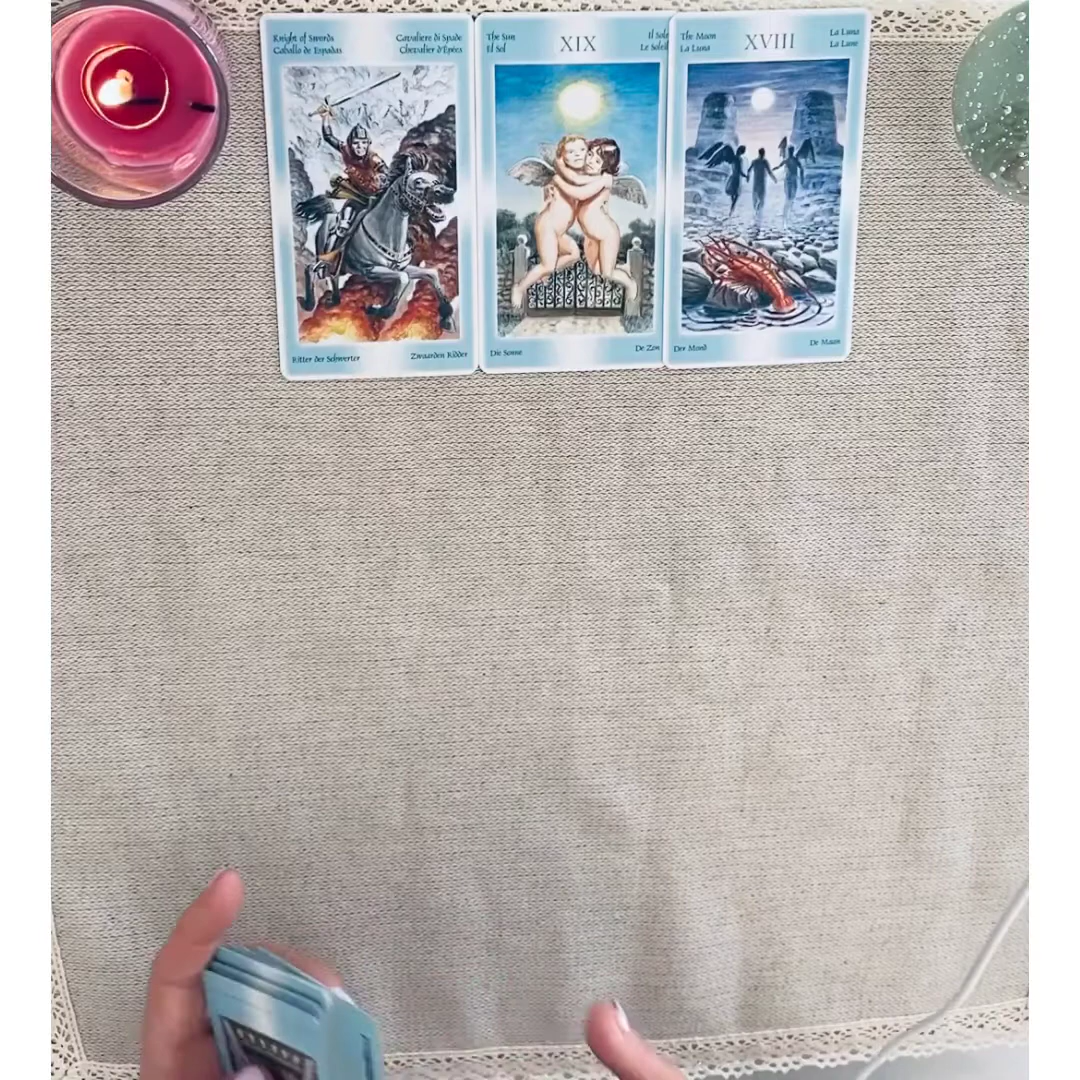 Knight of Swords
Caballo de Espadas
Cavaliere di Spade
Chevalier d'Épées
Ritter der Schwerter
Zwaarden Ridder
The Sun
El Sol
XIX
Il Sole
Le Soleil
Die Sonne
De Zon
The Moon
La Luna
XVIII
La Luna
La Lune
Der Mond
De Maan